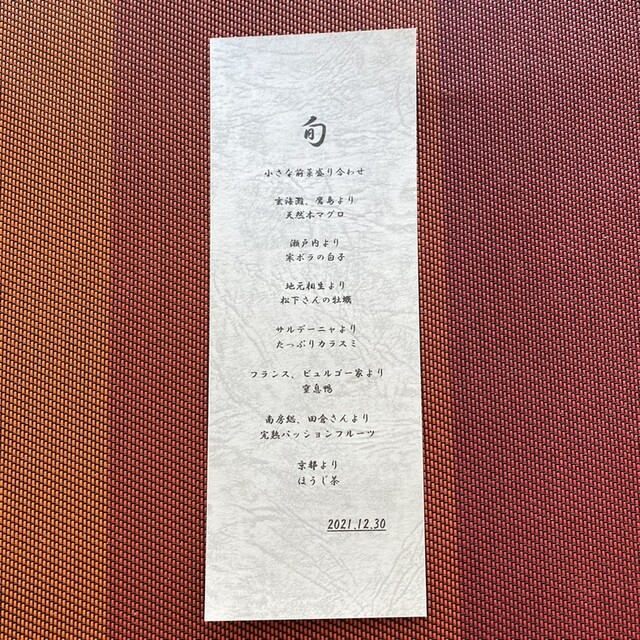 旬
小さな前菜盛り合わせ
玄海灘、鷹島より
天然本マグロ
瀬戸内より
寒ボラの白子
地元相生より
松下さんの牡蠣
サルデーニャより
たっぷりカラスミ
フランス、ビュルゴー家より
窒息鴨
南房総、田倉さんより
完熟パッションフルーツ
京都より
ほうじ茶
2021.12.30